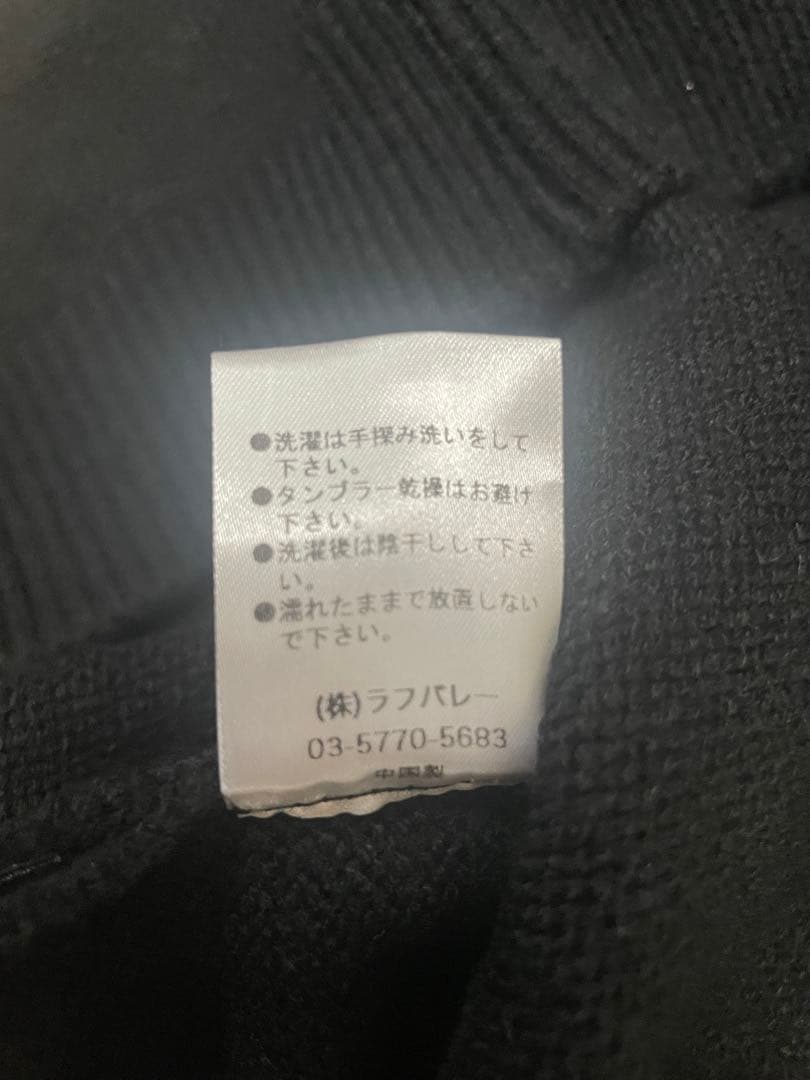 ●洗濯は手揉み洗いをして
下さい。
●タンブラー乾操はお避け
下さい。
●洗濯後は陰干しして下さ
い。
●濡れたままで放置しない
で下さい。
(株)ラフバレー
03-5770-5683
中国製